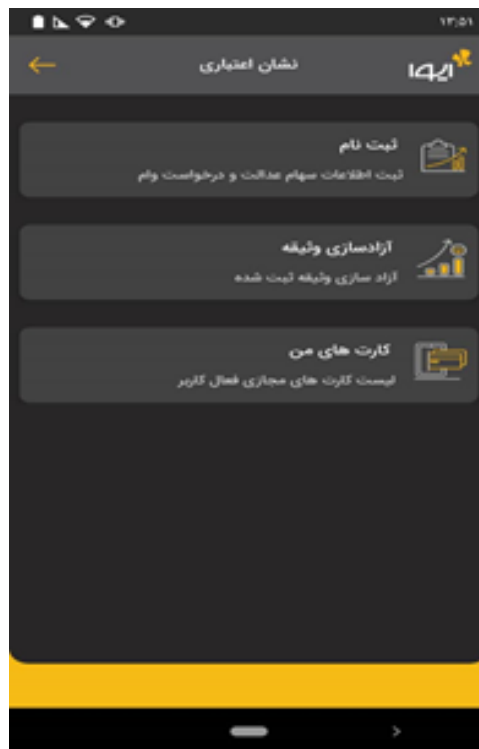 ۱۳:۵۱
نشان اعتباری
ایوا
ثبت نام
ثبت اطلاعات سهام عدالت و درخواست وام
آزادسازی وثیقه
آزاد سازی وثیقه ثبت شده
کارت های من
لیست کارت های مجازی فعال کاربر